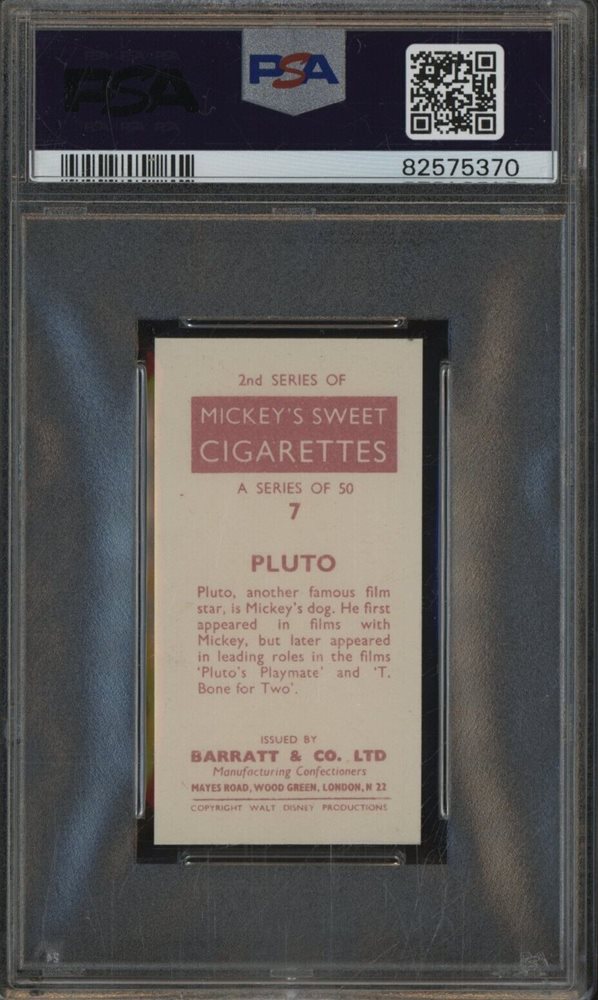 PSA
PSA
82575370
2nd SERIES OF
MICKEY'S SWEET
CIGARETTES
A SERIES OF 50
7
PLUTO
Pluto, another famous film
star, is Mickey's dog. He first
appeared in films with
Mickey, but later appeared
in leading roles in the films
'Pluto's Playmate' and 'T.
Bone for Two'.
ISSUED BY
BARRATT & CO. LTD
Manufacturing Confectioners
MAYES ROAD, WOOD GREEN, LONDON, N 22
COPYRIGHT WALT DISNEY PRODUCTIONS